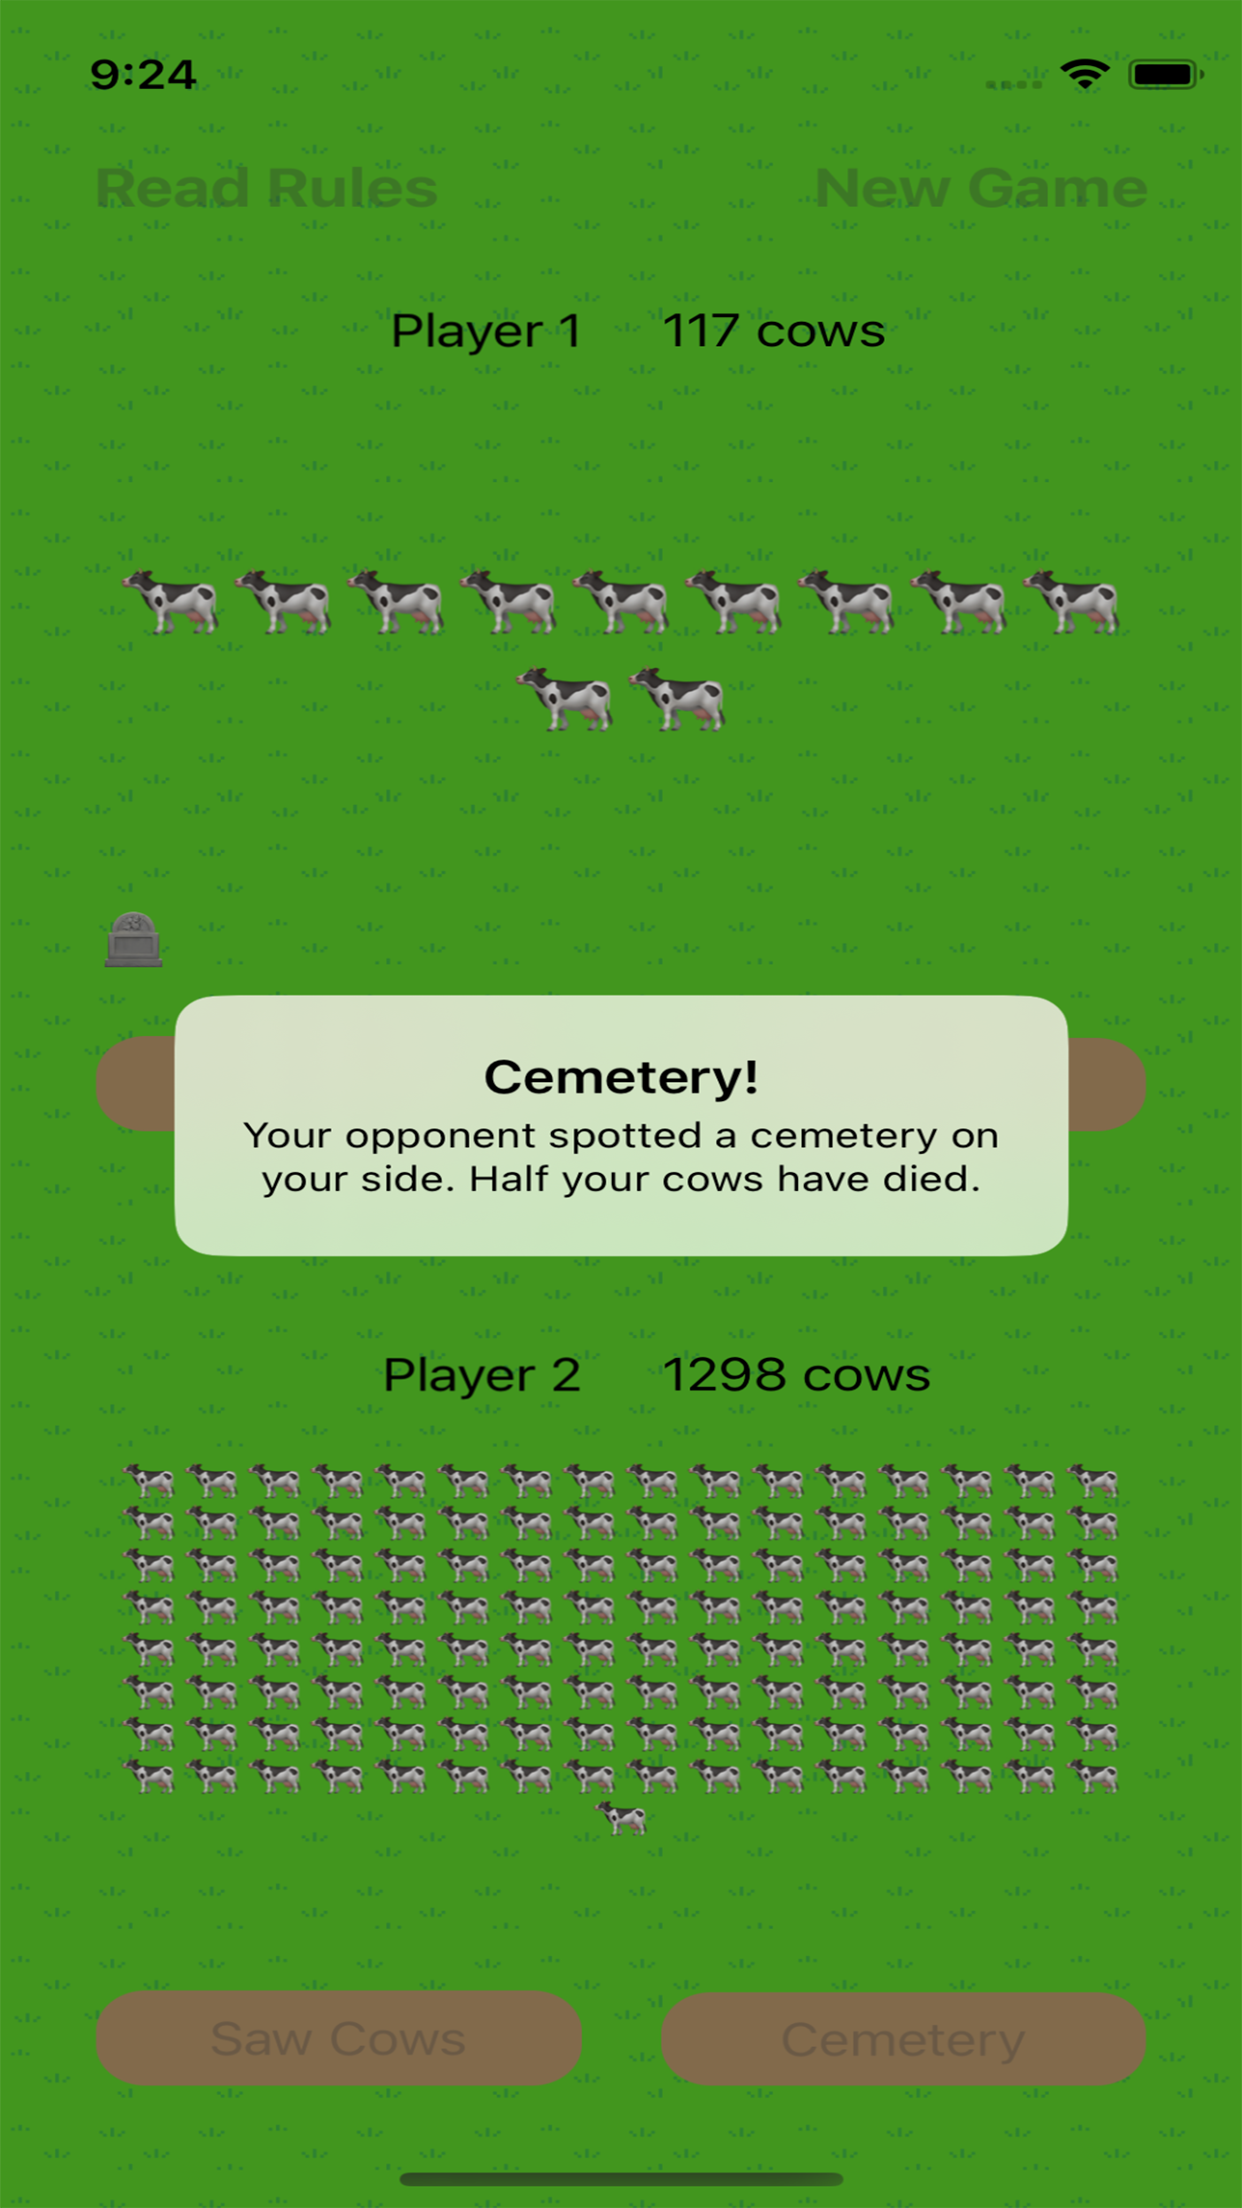 9:24
Read Rules New Game
Player 1 117 cows
Cemetery!
Your opponent spotted a cemetery on
your side. Half your cows have died.
Player 2 1298 cows
Saw Cows Cemetery